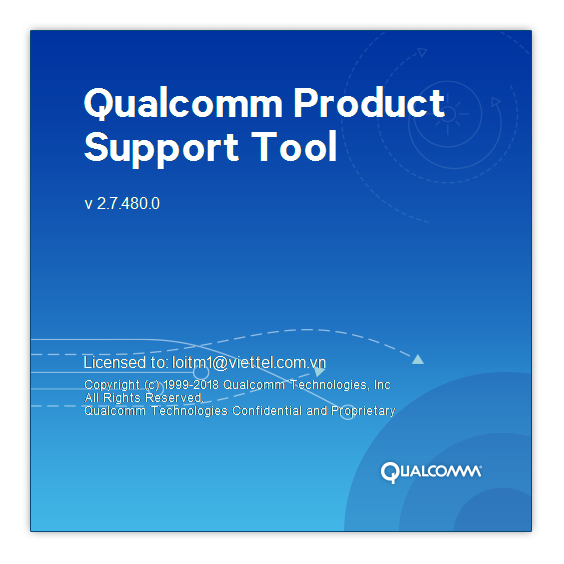 Qualcomm Product
Support Tool
v 2.7.480.0
Licensed to: loitm1@viettel.com.vn
Copyright (c) 1999-2018 Qualcomm Technologies, Inc
All Rights Reserved.
Qualcomm Technologies Confidential and Proprietary
QUALCOMM